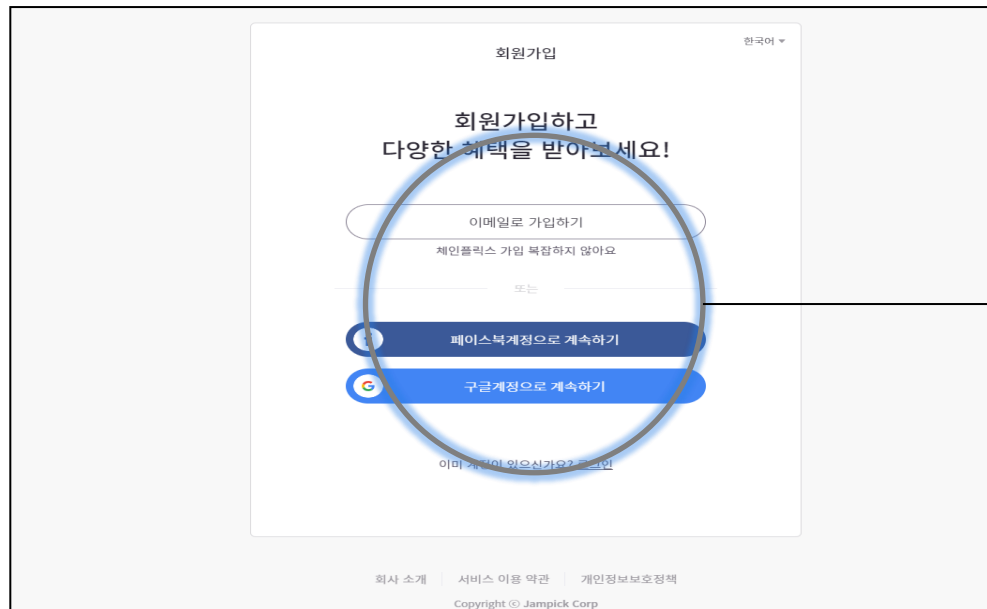 회원가입
한국어
회원가입하고
다양한 혜택을 받아보세요!
이메일로 가입하기
체인플릭스 가입 복잡하지 않아요
또는
페이스북계정으로 계속하기
구글계정으로 계속하기
이미 계정이 있으신가요? 로그인
회사 소개 서비스 이용 약관 개인정보보호정책
Copyright ⓒ Jampick Corp